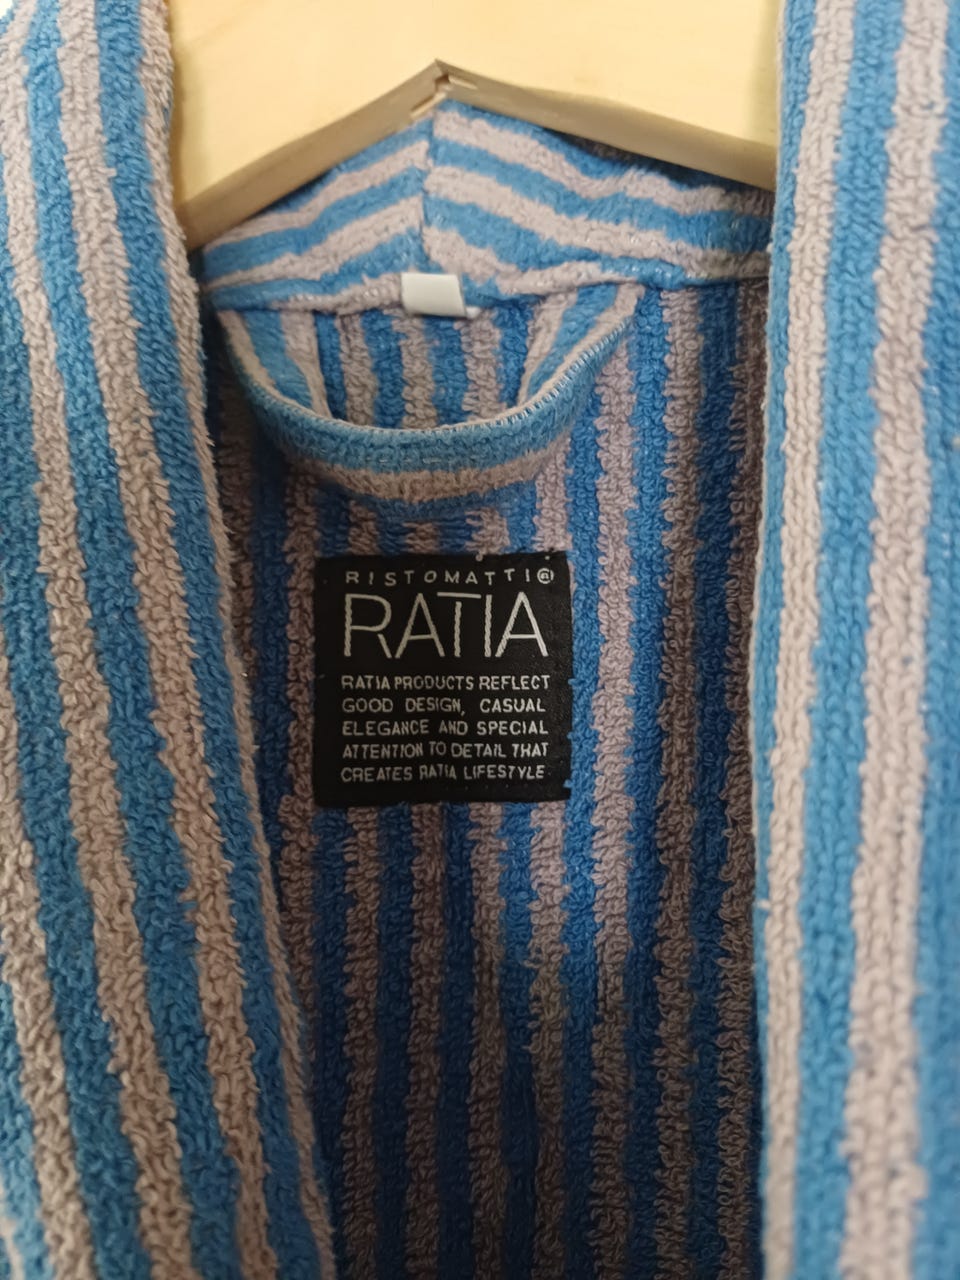 RISTOMATTI®
RATIA
RATIA PRODUCTS REFLECT
GOOD DESIGN, CASUAL
ELEGANCE AND SPECIAL
ATTENTION TO DETAIL THAT
CREATES RATIA LIFESTYLE